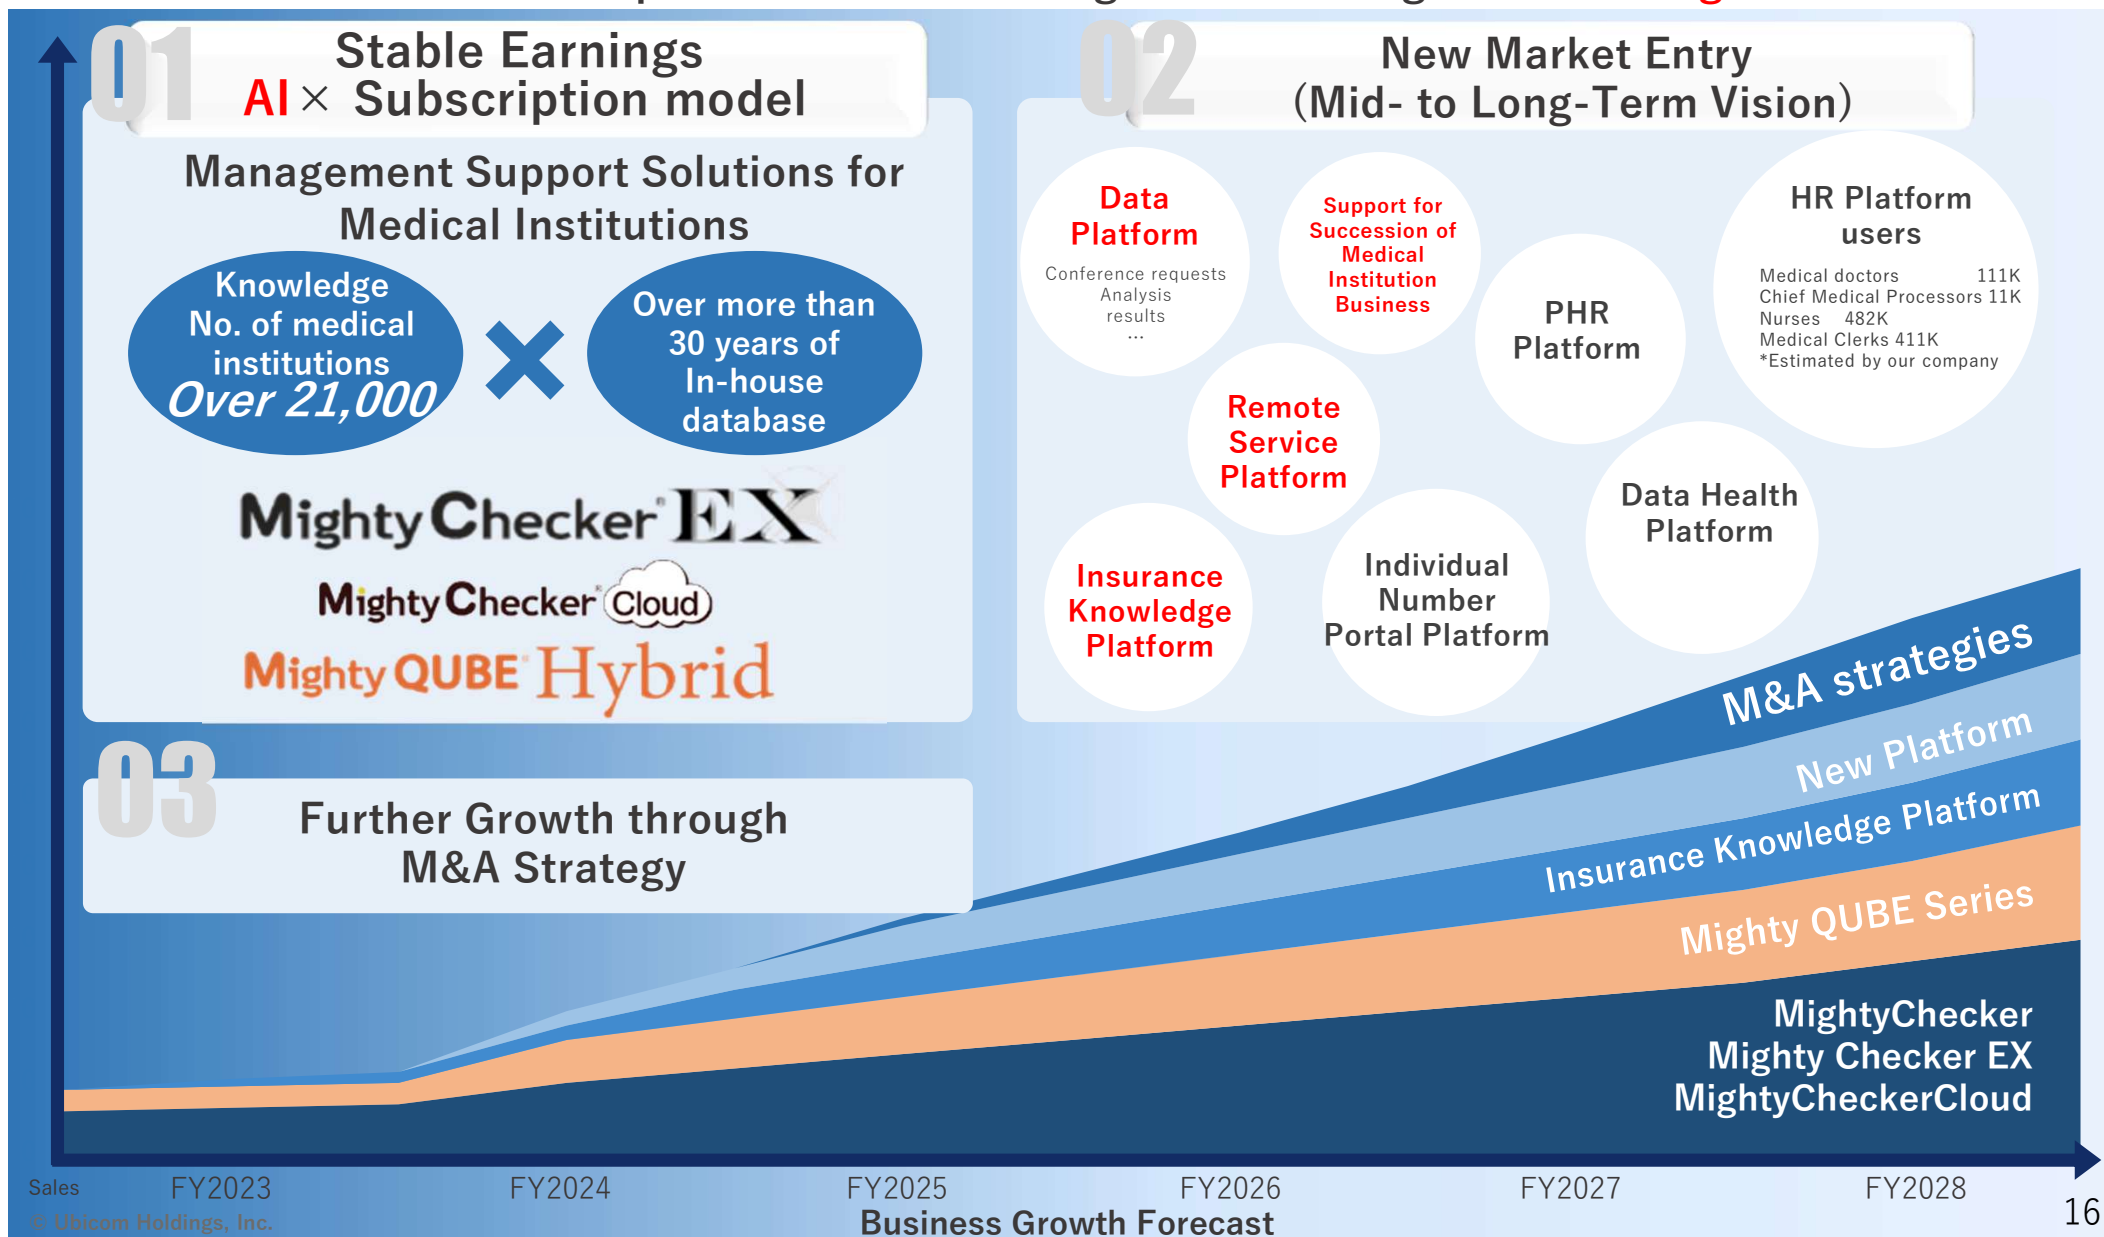 01
Stable Earnings
AI× Subscription model
Management Support Solutions for
Medical Institutions
Knowledge
No. of medical
institutions
Over 21,000
×
Over more than
30 years of
In-house
database
MightyChecker® EX
MightyChecker® Cloud
Mighty QUBE® Hybrid
02
New Market Entry
(Mid- to Long-Term Vision)
Data
Platform
Conference requests
Analysis
results
...
Support for
Succession of
Medical
Institution
Business
PHR
Platform
HR Platform
users
Medical doctors 111K
Chief Medical Processors 11K
Nurses 482K
Medical Clerks 411K
*Estimated by our company
Remote
Service
Platform
Data Health
Platform
Insurance
Knowledge
Platform
Individual
Number
Portal Platform
03
Further Growth through
M&A Strategy
M&A strategies
New Platform
Insurance Knowledge Platform
Mighty QUBE Series
MightyChecker
Mighty Checker EX
MightyCheckerCloud
Sales
FY2023
FY2024
FY2025
FY2026
FY2027
FY2028
Business Growth Forecast
© Ubicom Holdings, Inc.
16